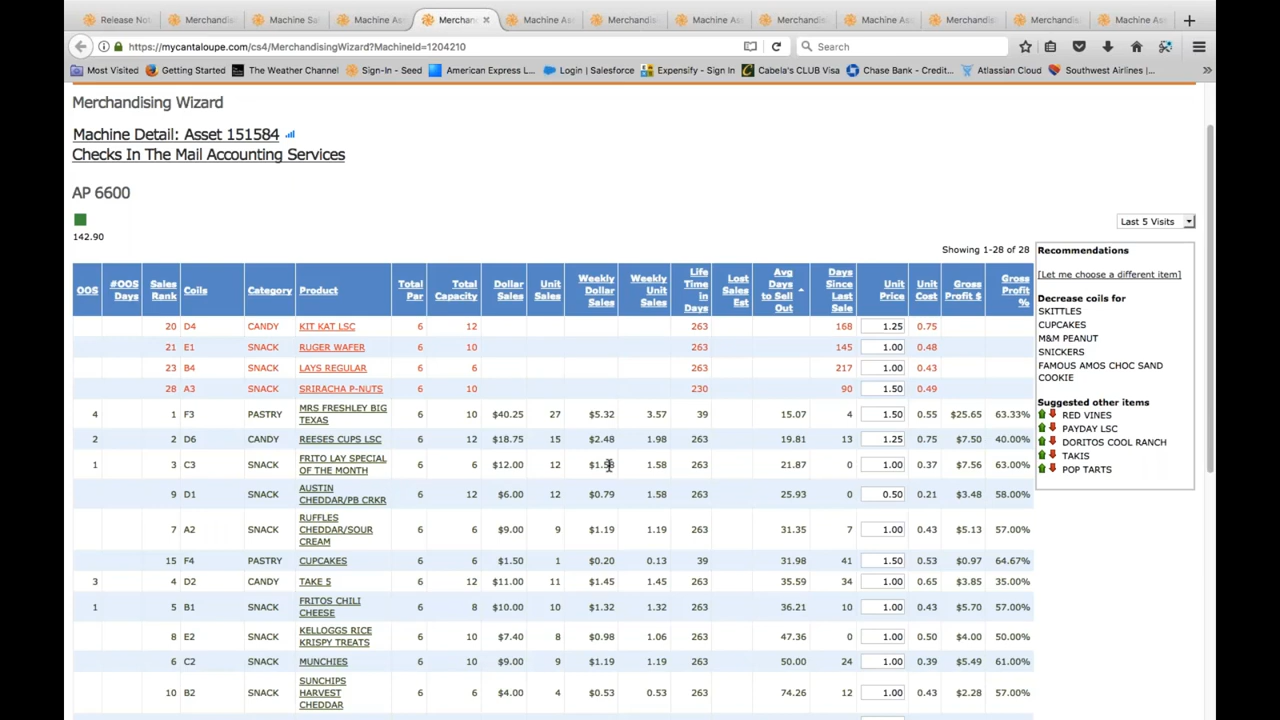 Release Not
Merchandisi
Machine Sal
Machine Ass
Merchan
Machine Ass
Merchandisi
Machine Ass
Merchandisi
Machine Ass
Merchandisi
Merchandisi
Machine Ass
https://mycantaloupe.com/cs4/MerchandisingWizard?MachineId=1204210
Search
Most Visited Getting Started The Weather Channel Sign-In - Seed American Express L... Login | Salesforce Expensify - Sign In Cabela's CLUB Visa Chase Bank - Credit... Atlassian Cloud Southwest Airlines |...
Merchandising Wizard
Machine Detail: Asset 151584
Checks In The Mail Accounting Services
AP 6600
142.90
Last 5 Visits
Showing 1-28 of 28
OOS #OOS Days Sales Rank Coils Category Product Total Par Total Capacity Dollar Sales Unit Sales Weekly Dollar Sales Weekly Unit Sales Life Time in Days Lost Sales Est Avg Days to Sell Out Days Since Last Sale Unit Price Unit Cost Gross Profit $ Gross Profit %
20 D4 CANDY KIT KAT LSC 6 12 263 168 1.25 0.75
21 E1 SNACK RUGER WAFER 6 10 263 145 1.00 0.48
23 B4 SNACK LAYS REGULAR 6 6 263 217 1.00 0.43
28 A3 SNACK SRIRACHA P-NUTS 6 10 230 90 1.50 0.49
4 1 F3 PASTRY MRS FRESHLEY BIG TEXAS 6 10 $40.25 27 $5.32 3.57 39 15.07 4 1.50 0.55 $25.65 63.33%
2 2 D6 CANDY REESES CUPS LSC 6 12 $18.75 15 $2.48 1.98 263 19.81 13 1.25 0.75 $7.50 40.00%
1 3 C3 SNACK FRITO LAY SPECIAL OF THE MONTH 6 6 $12.00 12 $1.58 1.58 263 21.87 0 1.00 0.37 $7.56 63.00%
9 D1 SNACK AUSTIN CHEDDAR/PB CRKR 6 12 $6.00 12 $0.79 1.58 263 25.93 0 0.50 0.21 $3.48 58.00%
7 A2 SNACK RUFFLES CHEDDAR/SOUR CREAM 6 6 $9.00 9 $1.19 1.19 263 31.35 7 1.00 0.43 $5.13 57.00%
15 F4 PASTRY CUPCAKES 6 6 $1.50 1 $0.20 0.13 39 31.98 41 1.50 0.53 $0.97 64.67%
3 4 D2 CANDY TAKE 5 6 12 $11.00 11 $1.45 1.45 263 35.59 34 1.00 0.65 $3.85 35.00%
1 5 B1 SNACK FRITOS CHILI CHEESE 6 8 $10.00 10 $1.32 1.32 263 36.21 10 1.00 0.43 $5.70 57.00%
8 E2 SNACK KELLOGGS RICE KRISPY TREATS 6 10 $7.40 8 $0.98 1.06 263 47.36 0 1.00 0.50 $4.00 50.00%
6 C2 SNACK MUNCHIES 6 10 $9.00 9 $1.19 1.19 263 50.00 24 1.00 0.39 $5.49 61.00%
10 B2 SNACK SUNCHIPS HARVEST CHEDDAR 6 6 $4.00 4 $0.53 0.53 263 74.26 12 1.00 0.43 $2.28 57.00%
Recommendations
[Let me choose a different item]
Decrease coils for
SKITTLES
CUPCAKES
M&M PEANUT
SNICKERS
FAMOUS AMOS CHOC SAND
COOKIE
Suggested other items
RED VINES
PAYDAY LSC
DORITOS COOL RANCH
TAKIS
POP TARTS